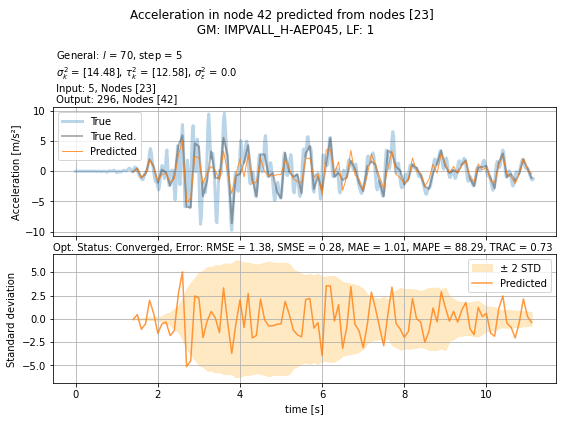 Acceleration in node 42 predicted from nodes [23]
GM: IMPVALL_H-AEP045, LF: 1
General: l = 70, step = 5
σ²ₖ = [14.48], τ²ₖ = [12.58], σ²ε = 0.0
Input: 5, Nodes [23]
Output: 296, Nodes [42]
10
5
0
−5
−10
Acceleration [m/s²]
True
True Red.
Predicted
Opt. Status: Converged, Error: RMSE = 1.38, SMSE = 0.28, MAE = 1.01, MAPE = 88.29, TRAC = 0.73
5.0
2.5
0.0
−2.5
−5.0
Standard deviation
± 2 STD
Predicted
0 2 4 6 8 10
time [s]